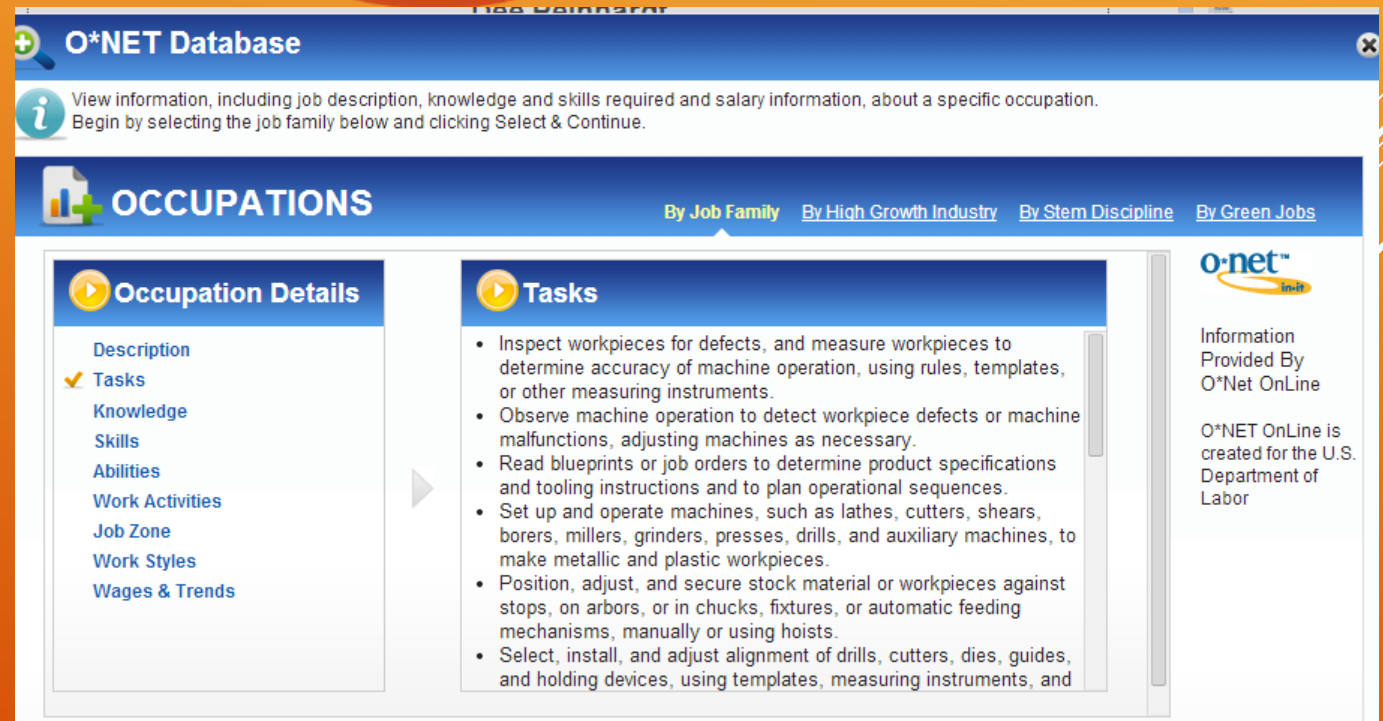 Dee Reinhardt
O*NET Database
View information, including job description, knowledge and skills required and salary information, about a specific occupation.
Begin by selecting the job family below and clicking Select & Continue.
OCCUPATIONS
By Job Family By High Growth Industry By Stem Discipline By Green Jobs
Occupation Details
Description
Tasks
Knowledge
Skills
Abilities
Work Activities
Job Zone
Work Styles
Wages & Trends
Tasks
• Inspect workpieces for defects, and measure workpieces to
determine accuracy of machine operation, using rules, templates,
or other measuring instruments.
• Observe machine operation to detect workpiece defects or machine
malfunctions, adjusting machines as necessary.
• Read blueprints or job orders to determine product specifications
and tooling instructions and to plan operational sequences.
• Set up and operate machines, such as lathes, cutters, shears,
borers, millers, grinders, presses, drills, and auxiliary machines, to
make metallic and plastic workpieces.
• Position, adjust, and secure stock material or workpieces against
stops, on arbors, or in chucks, fixtures, or automatic feeding
mechanisms, manually or using hoists.
• Select, install, and adjust alignment of drills, cutters, dies, guides,
and holding devices, using templates, measuring instruments, and
o*net™
in-it
Information
Provided By
O*Net OnLine
O*NET OnLine is
created for the U.S.
Department of
Labor